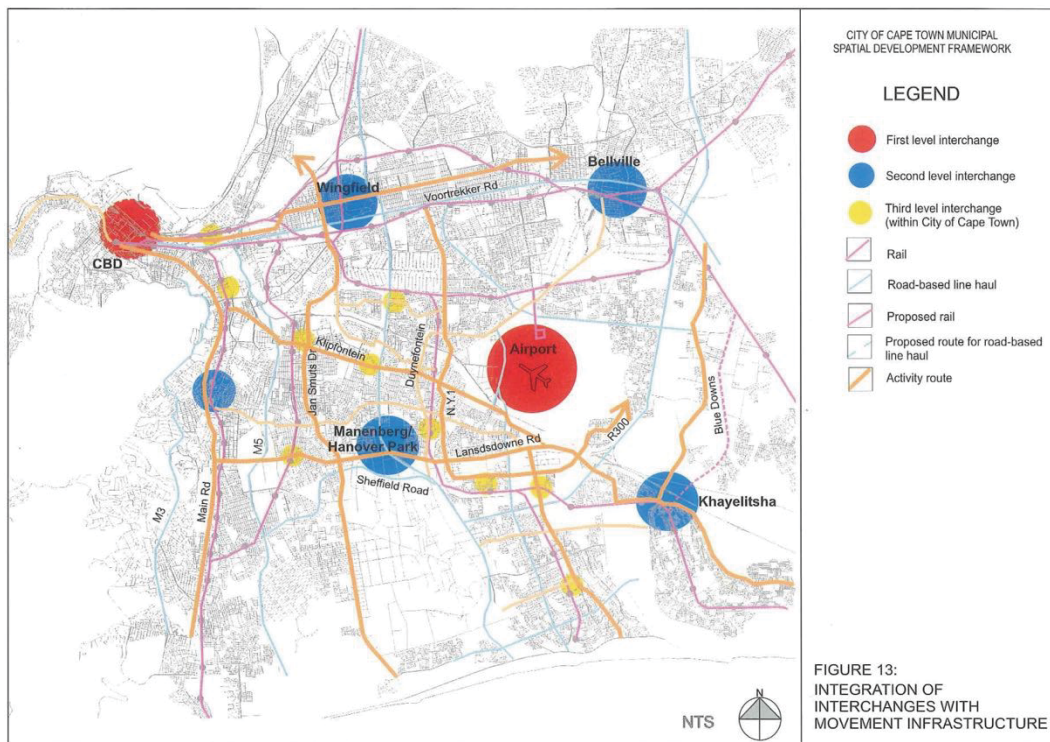 CITY OF CAPE TOWN MUNICIPAL
SPATIAL DEVELOPMENT FRAMEWORK
LEGEND
First level interchange
Second level interchange
Third level interchange
(within City of Cape Town)
Rail
Road-based line haul
Proposed rail
Proposed route for road-based
line haul
Activity route
Bellville
Wingfield
Voortrekker Rd
CBD
Klipfontein
Jan Smuts Dr
Duynefontein
N.Y.1
Airport
Blue Downs
R300
Manenberg/
Hanover Park
Lansdsdowne Rd
M5
Sheffield Road
Main Rd
M3
Khayelitsha
NTS
N
FIGURE 13:
INTEGRATION OF
INTERCHANGES WITH
MOVEMENT INFRASTRUCTURE